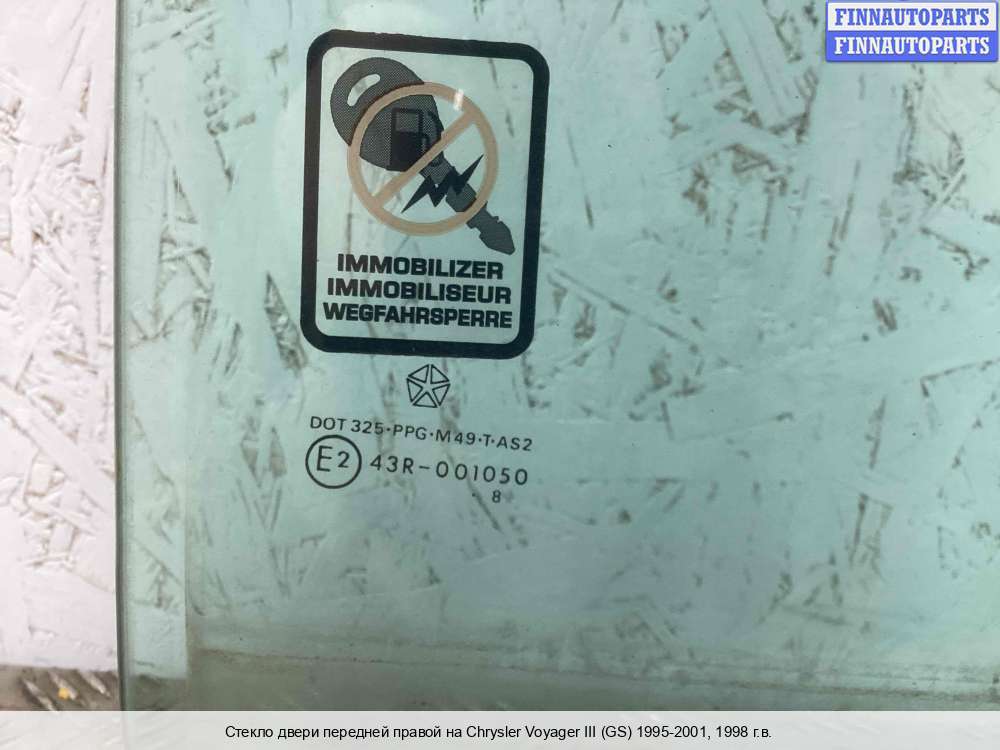 FINNAUTOPARTS
FINNAUTOPARTS
IMMOBILIZER
IMMOBILISEUR
WEGFAHRSPERRE
DOT 325·PPG·M49·T·AS2
E2 43R-001050
. 8
Стекло двери передней правой на Chrysler Voyager III (GS) 1995-2001, 1998 г.в.